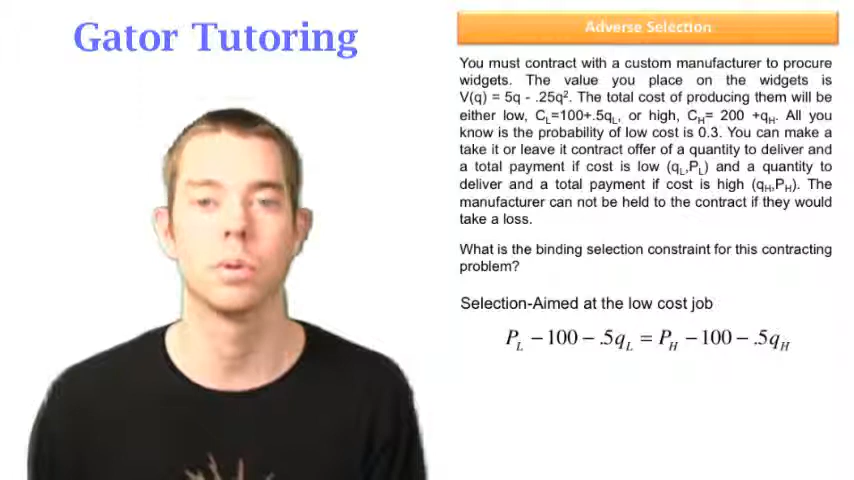 Gator Tutoring
Adverse Selection
You must contract with a custom manufacturer to procure
widgets. The value you place on the widgets is
V(q) = 5q - .25q². The total cost of producing them will be
either low, C_L=100+.5q_L, or high, C_H= 200 +q_H. All you
know is the probability of low cost is 0.3. You can make a
take it or leave it contract offer of a quantity to deliver and
a total payment if cost is low (q_L,P_L) and a quantity to
deliver and a total payment if cost is high (q_H,P_H). The
manufacturer can not be held to the contract if they would
take a loss.
What is the binding selection constraint for this contracting
problem?
Selection-Aimed at the low cost job
P_L − 100 − .5q_L = P_H − 100 − .5q_H